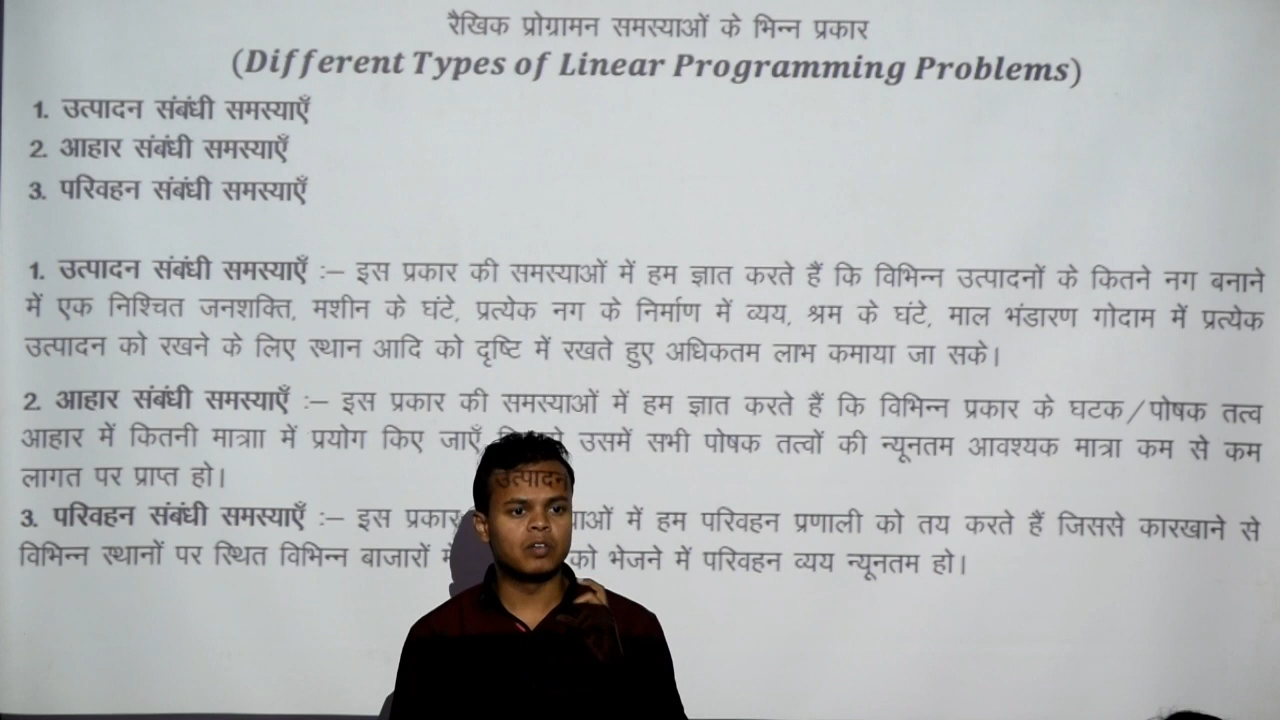 रैखिक प्रोग्रामन समस्याओं के भिन्न प्रकार
(Different Types of Linear Programming Problems)
1. उत्पादन संबंधी समस्याएँ
2. आहार संबंधी समस्याएँ
3. परिवहन संबंधी समस्याएँ
1. उत्पादन संबंधी समस्याएँ :– इस प्रकार की समस्याओं में हम ज्ञात करते हैं कि विभिन्न उत्पादनों के कितने नग बनाने
में एक निश्चित जनशक्ति, मशीन के घंटे, प्रत्येक नग के निर्माण में व्यय, श्रम के घंटे, माल भंडारण गोदाम में प्रत्येक
उत्पादन को रखने के लिए स्थान आदि को दृष्टि में रखते हुए अधिकतम लाभ कमाया जा सके।
2. आहार संबंधी समस्याएँ :– इस प्रकार की समस्याओं में हम ज्ञात करते हैं कि विभिन्न प्रकार के घटक/पोषक तत्व
आहार में कितनी मात्राा में प्रयोग किए जाएँ उसमें सभी पोषक तत्वों की न्यूनतम आवश्यक मात्रा कम से कम
लागत पर प्राप्त हो।
3. परिवहन संबंधी समस्याएँ :– इस प्रकार में हम परिवहन प्रणाली को तय करते हैं जिससे कारखाने से
विभिन्न स्थानों पर स्थित विभिन्न बाजारों उत्पादन को भेजने में परिवहन व्यय न्यूनतम हो।